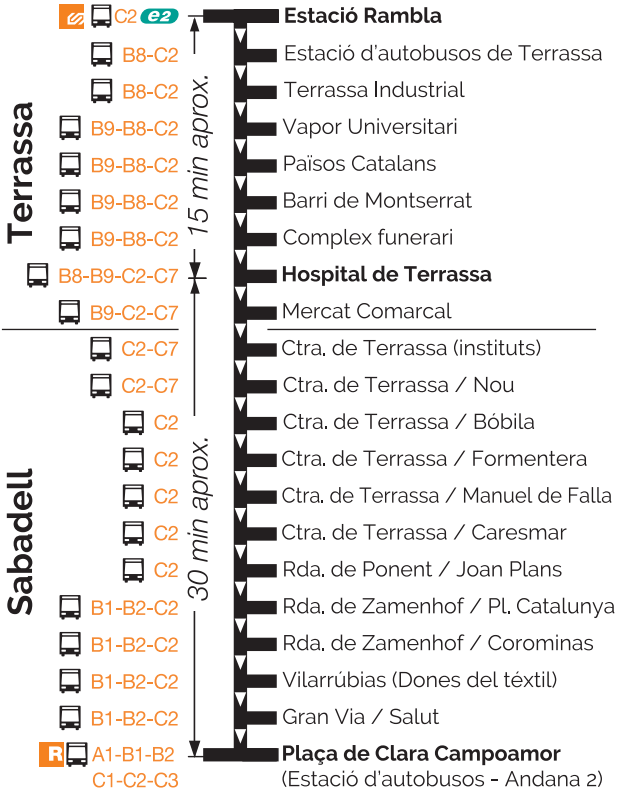 C2 e2 Estació Rambla
B8-C2 Estació d'autobusos de Terrassa
B8-C2 Terrassa Industrial
B9-B8-C2 Vapor Universitari
B9-B8-C2 Països Catalans
B9-B8-C2 Barri de Montserrat
B9-B8-C2 Complex funerari
B8-B9-C2-C7 Hospital de Terrassa
B9-C2-C7 Mercat Comarcal
Terrassa
15 min aprox.
C2-C7 Ctra. de Terrassa (instituts)
C2-C7 Ctra. de Terrassa / Nou
C2 Ctra. de Terrassa / Bóbila
C2 Ctra. de Terrassa / Formentera
C2 Ctra. de Terrassa / Manuel de Falla
C2 Ctra. de Terrassa / Caresmar
C2 Rda. de Ponent / Joan Plans
B1-B2-C2 Rda. de Zamenhof / Pl. Catalunya
B1-B2-C2 Rda. de Zamenhof / Corominas
B1-B2-C2 Vilarrúbias (Dones del téxtil)
B1-B2-C2 Gran Via / Salut
R A1-B1-B2 Plaça de Clara Campoamor
C1-C2-C3 (Estació d'autobusos - Andana 2)
Sabadell
30 min aprox.